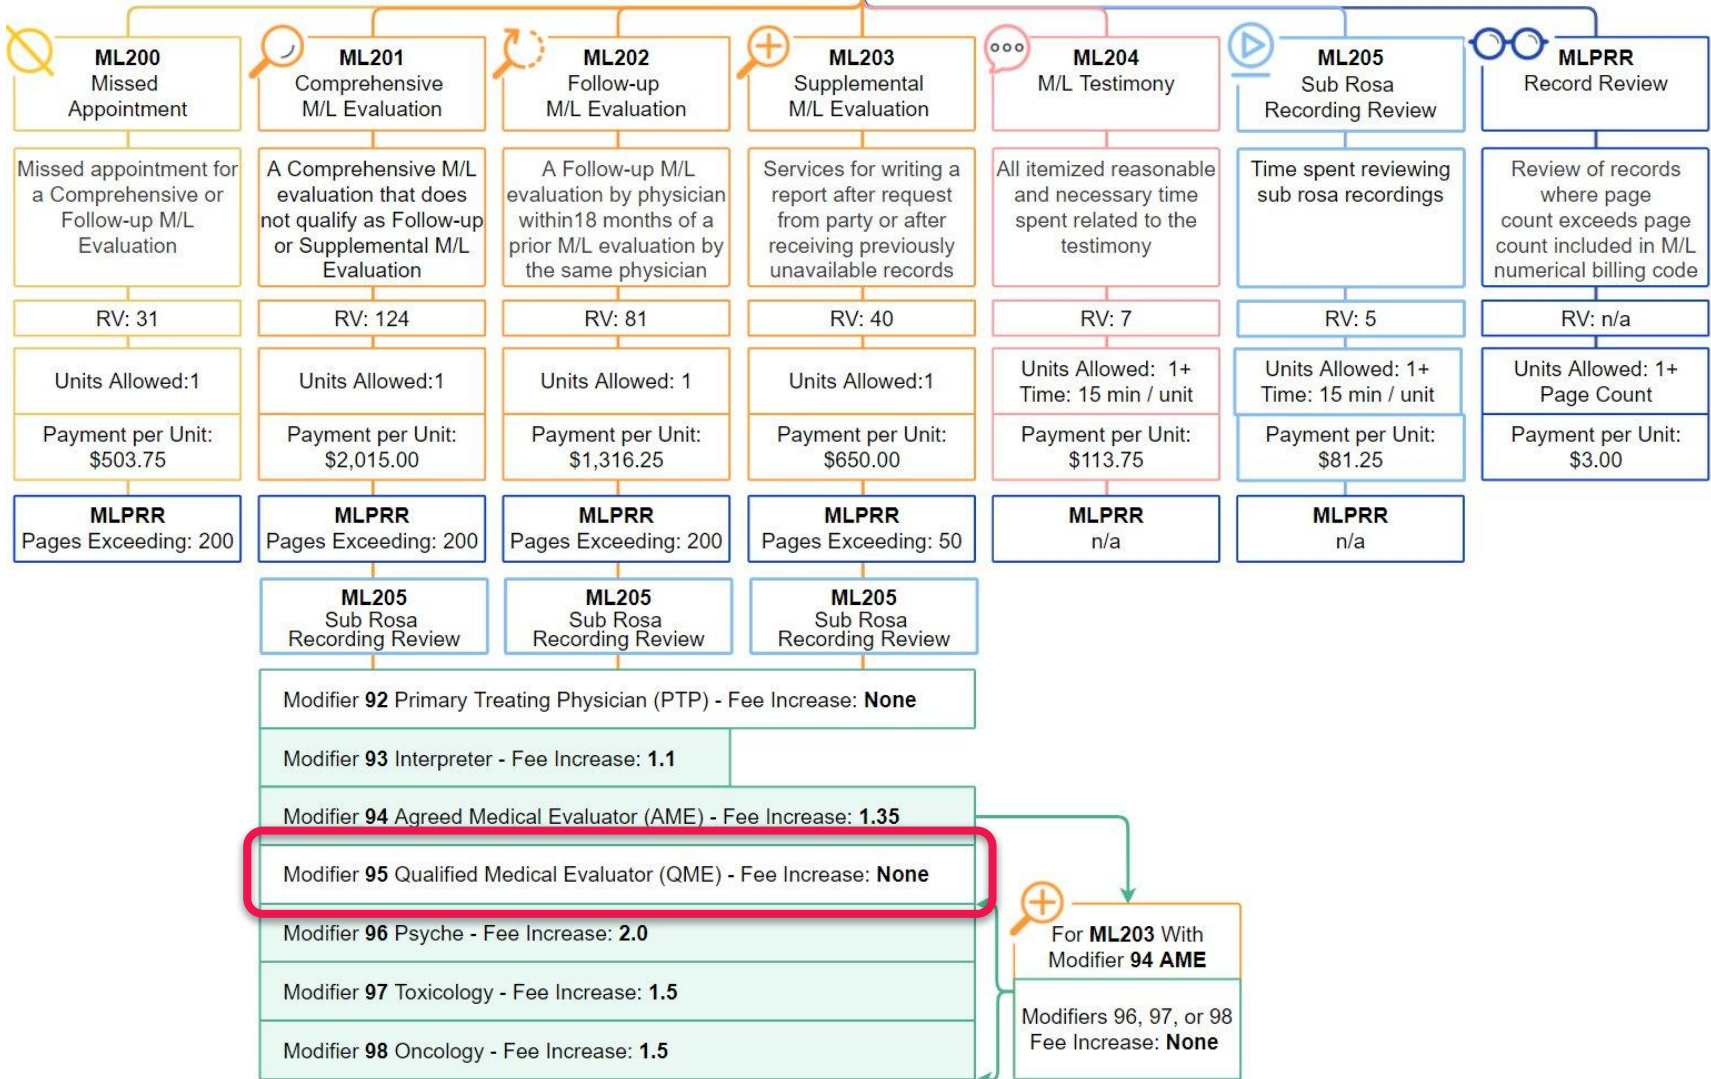 ML200
Missed
Appointment
Missed appointment for
a Comprehensive or
Follow-up M/L
Evaluation
RV: 31
Units Allowed:1
Payment per Unit:
$503.75
MLPRR
Pages Exceeding: 200
ML201
Comprehensive
M/L Evaluation
A Comprehensive M/L
evaluation that does
not qualify as Follow-up
or Supplemental M/L
Evaluation
RV: 124
Units Allowed:1
Payment per Unit:
$2,015.00
MLPRR
Pages Exceeding: 200
ML205
Sub Rosa
Recording Review
ML202
Follow-up
M/L Evaluation
A Follow-up M/L
evaluation by physician
within18 months of a
prior M/L evaluation by
the same physician
RV: 81
Units Allowed: 1
Payment per Unit:
$1,316.25
MLPRR
Pages Exceeding: 200
ML205
Sub Rosa
Recording Review
ML203
Supplemental
M/L Evaluation
Services for writing a
report after request
from party or after
receiving previously
unavailable records
RV: 40
Units Allowed:1
Payment per Unit:
$650.00
MLPRR
Pages Exceeding: 50
ML205
Sub Rosa
Recording Review
ML204
M/L Testimony
All itemized reasonable
and necessary time
spent related to the
testimony
RV: 7
Units Allowed: 1+
Time: 15 min / unit
Payment per Unit:
$113.75
MLPRR
n/a
ML205
Sub Rosa
Recording Review
Time spent reviewing
sub rosa recordings
RV: 5
Units Allowed: 1+
Time: 15 min / unit
Payment per Unit:
$81.25
MLPRR
n/a
MLPRR
Record Review
Review of records
where page
count exceeds page
count included in M/L
numerical billing code
RV: n/a
Units Allowed: 1+
Page Count
Payment per Unit:
$3.00
Modifier 92 Primary Treating Physician (PTP) - Fee Increase: None
Modifier 93 Interpreter - Fee Increase: 1.1
Modifier 94 Agreed Medical Evaluator (AME) - Fee Increase: 1.35
Modifier 95 Qualified Medical Evaluator (QME) - Fee Increase: None
Modifier 96 Psyche - Fee Increase: 2.0
Modifier 97 Toxicology - Fee Increase: 1.5
Modifier 98 Oncology - Fee Increase: 1.5
For ML203 With
Modifier 94 AME
Modifiers 96, 97, or 98
Fee Increase: None